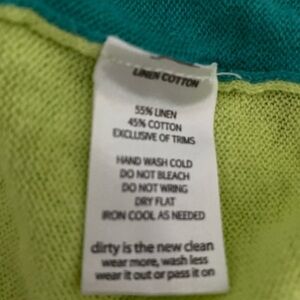 LINEN COTTON
55% LINEN
45% COTTON
EXCLUSIVE OF TRIMS
HAND WASH COLD
DO NOT BLEACH
DO NOT WRING
DRY FLAT
IRON COOL AS NEEDED
dirty is the new clean
wear more, wash less
wear it out or pass it on